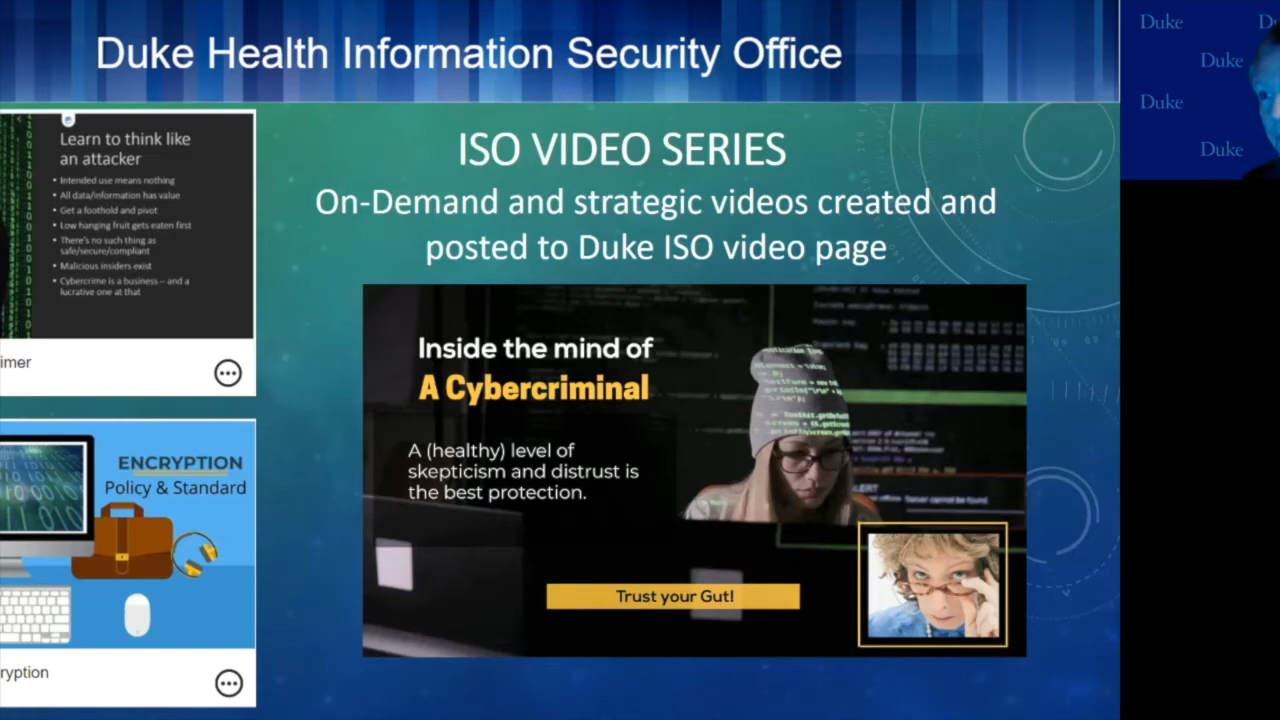 Duke Health Information Security Office
Duke
Duke
Duke
Duke
Learn to think like
an attacker
• Intended use means nothing
• All data/information has value
• Get a foothold and pivot
• Low hanging fruit gets eaten first
• There's no such thing as
safe/secure/compliant
• Malicious insiders exist
• Cybercrime is a business – and a
lucrative one at that
imer
ENCRYPTION
Policy & Standard
ryption
ISO VIDEO SERIES
On-Demand and strategic videos created and
posted to Duke ISO video page
Inside the mind of
A Cybercriminal
A (healthy) level of
skepticism and distrust is
the best protection.
Trust your Gut!